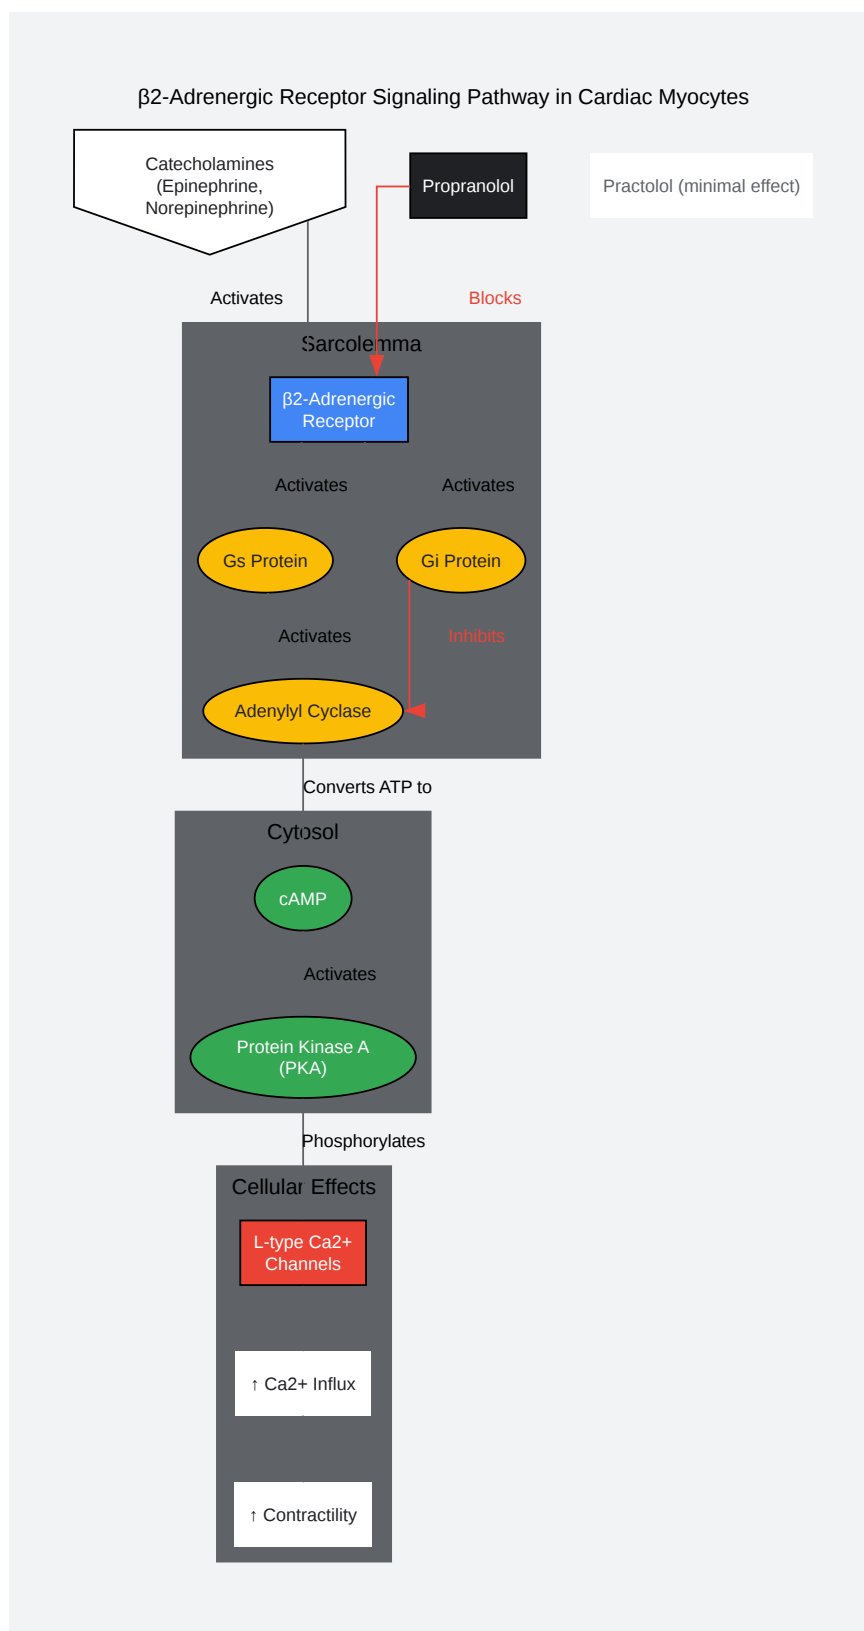 β2-Adrenergic Receptor Signaling Pathway in Cardiac Myocytes
Catecholamines
(Epinephrine,
Norepinephrine)
Propranolol
Practolol (minimal effect)
Activates
Blocks
Sarcolemma
β2-Adrenergic
Receptor
Activates
Activates
Gs Protein
Gi Protein
Activates
Inhibits
Adenylyl Cyclase
Converts ATP to
Cytosol
cAMP
Activates
Protein Kinase A
(PKA)
Phosphorylates
Cellular Effects
L-type Ca2+
Channels
↑ Ca2+ Influx
↑ Contractility